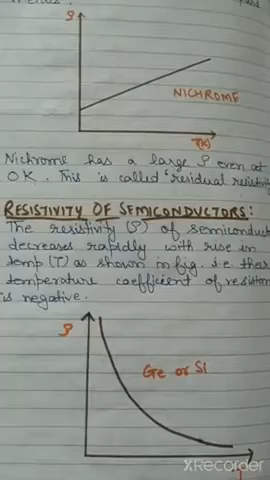 ρ
NICHROME
T(K)
Nichrome has a large ρ even at
0K. This is called "residual resistivity
RESISTIVITY OF SEMICONDUCTORS:
The resistivity (ρ) of semiconduct
decreases rapidly with rise in
temp (T) as shown in fig. i.e. their
temperature coefficient of resistan
is negative.
ρ
Ge or Si
XRecorder